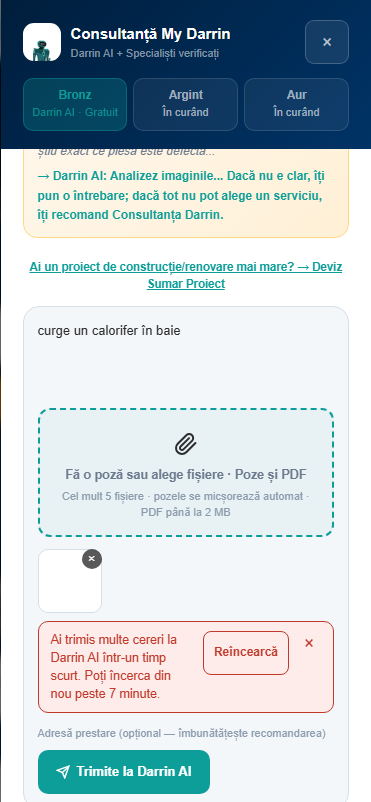 Consultanță My Darrin
Darrin AI + Specialiști verificați
×
Bronz
Darrin AI · Gratuit
Argint
În curând
Aur
În curând
știu exact ce piesă este defectă...
→ Darrin AI: Analizez imaginile... Dacă nu e clar, îți
pun o întrebare; dacă tot nu pot alege un serviciu,
îți recomand Consultanța Darrin.
Ai un proiect de construcție/renovare mai mare? → Deviz
Sumar Proiect
curge un calorifer în baie
Fă o poză sau alege fișiere · Poze și PDF
Cel mult 5 fișiere · pozele se micșorează automat ·
PDF până la 2 MB
×
Ai trimis multe cereri la
Darrin AI într-un timp
scurt. Poți încerca din
nou peste 7 minute.
Reîncearcă
×
Adresă prestare (opțional — îmbunătățește recomandarea)
Trimite la Darrin AI